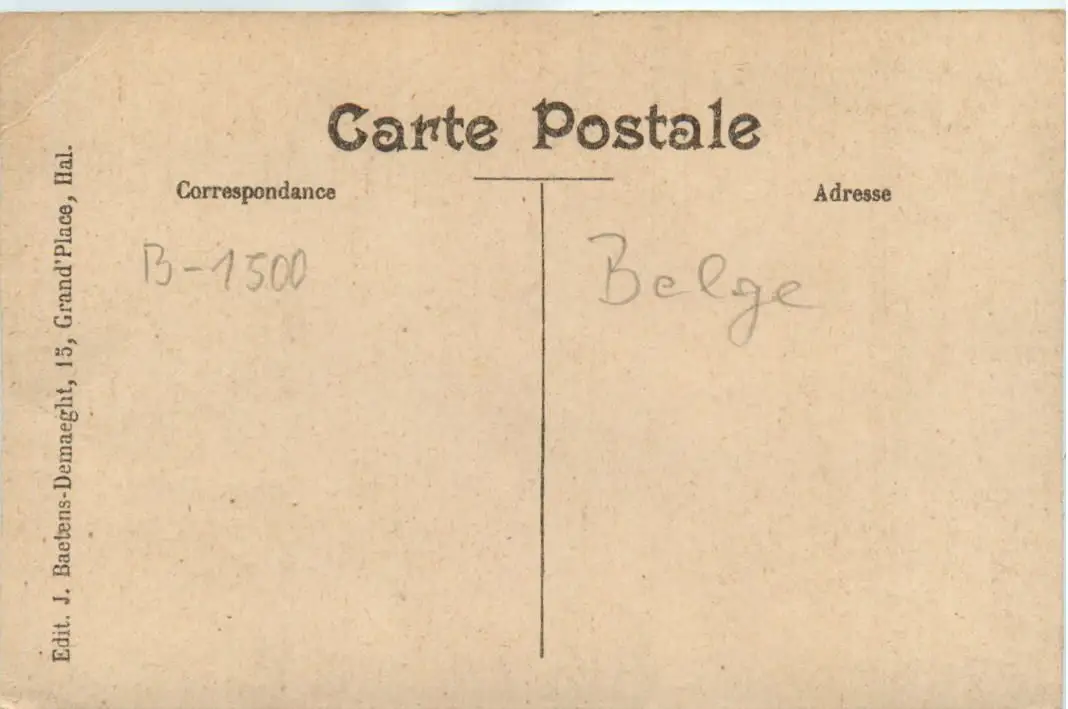 Carte Postale
Correspondance
Adresse
B-1500
Belge
Edit. J. Baetens-Demaeght, 15, Grand'Place, Hal.